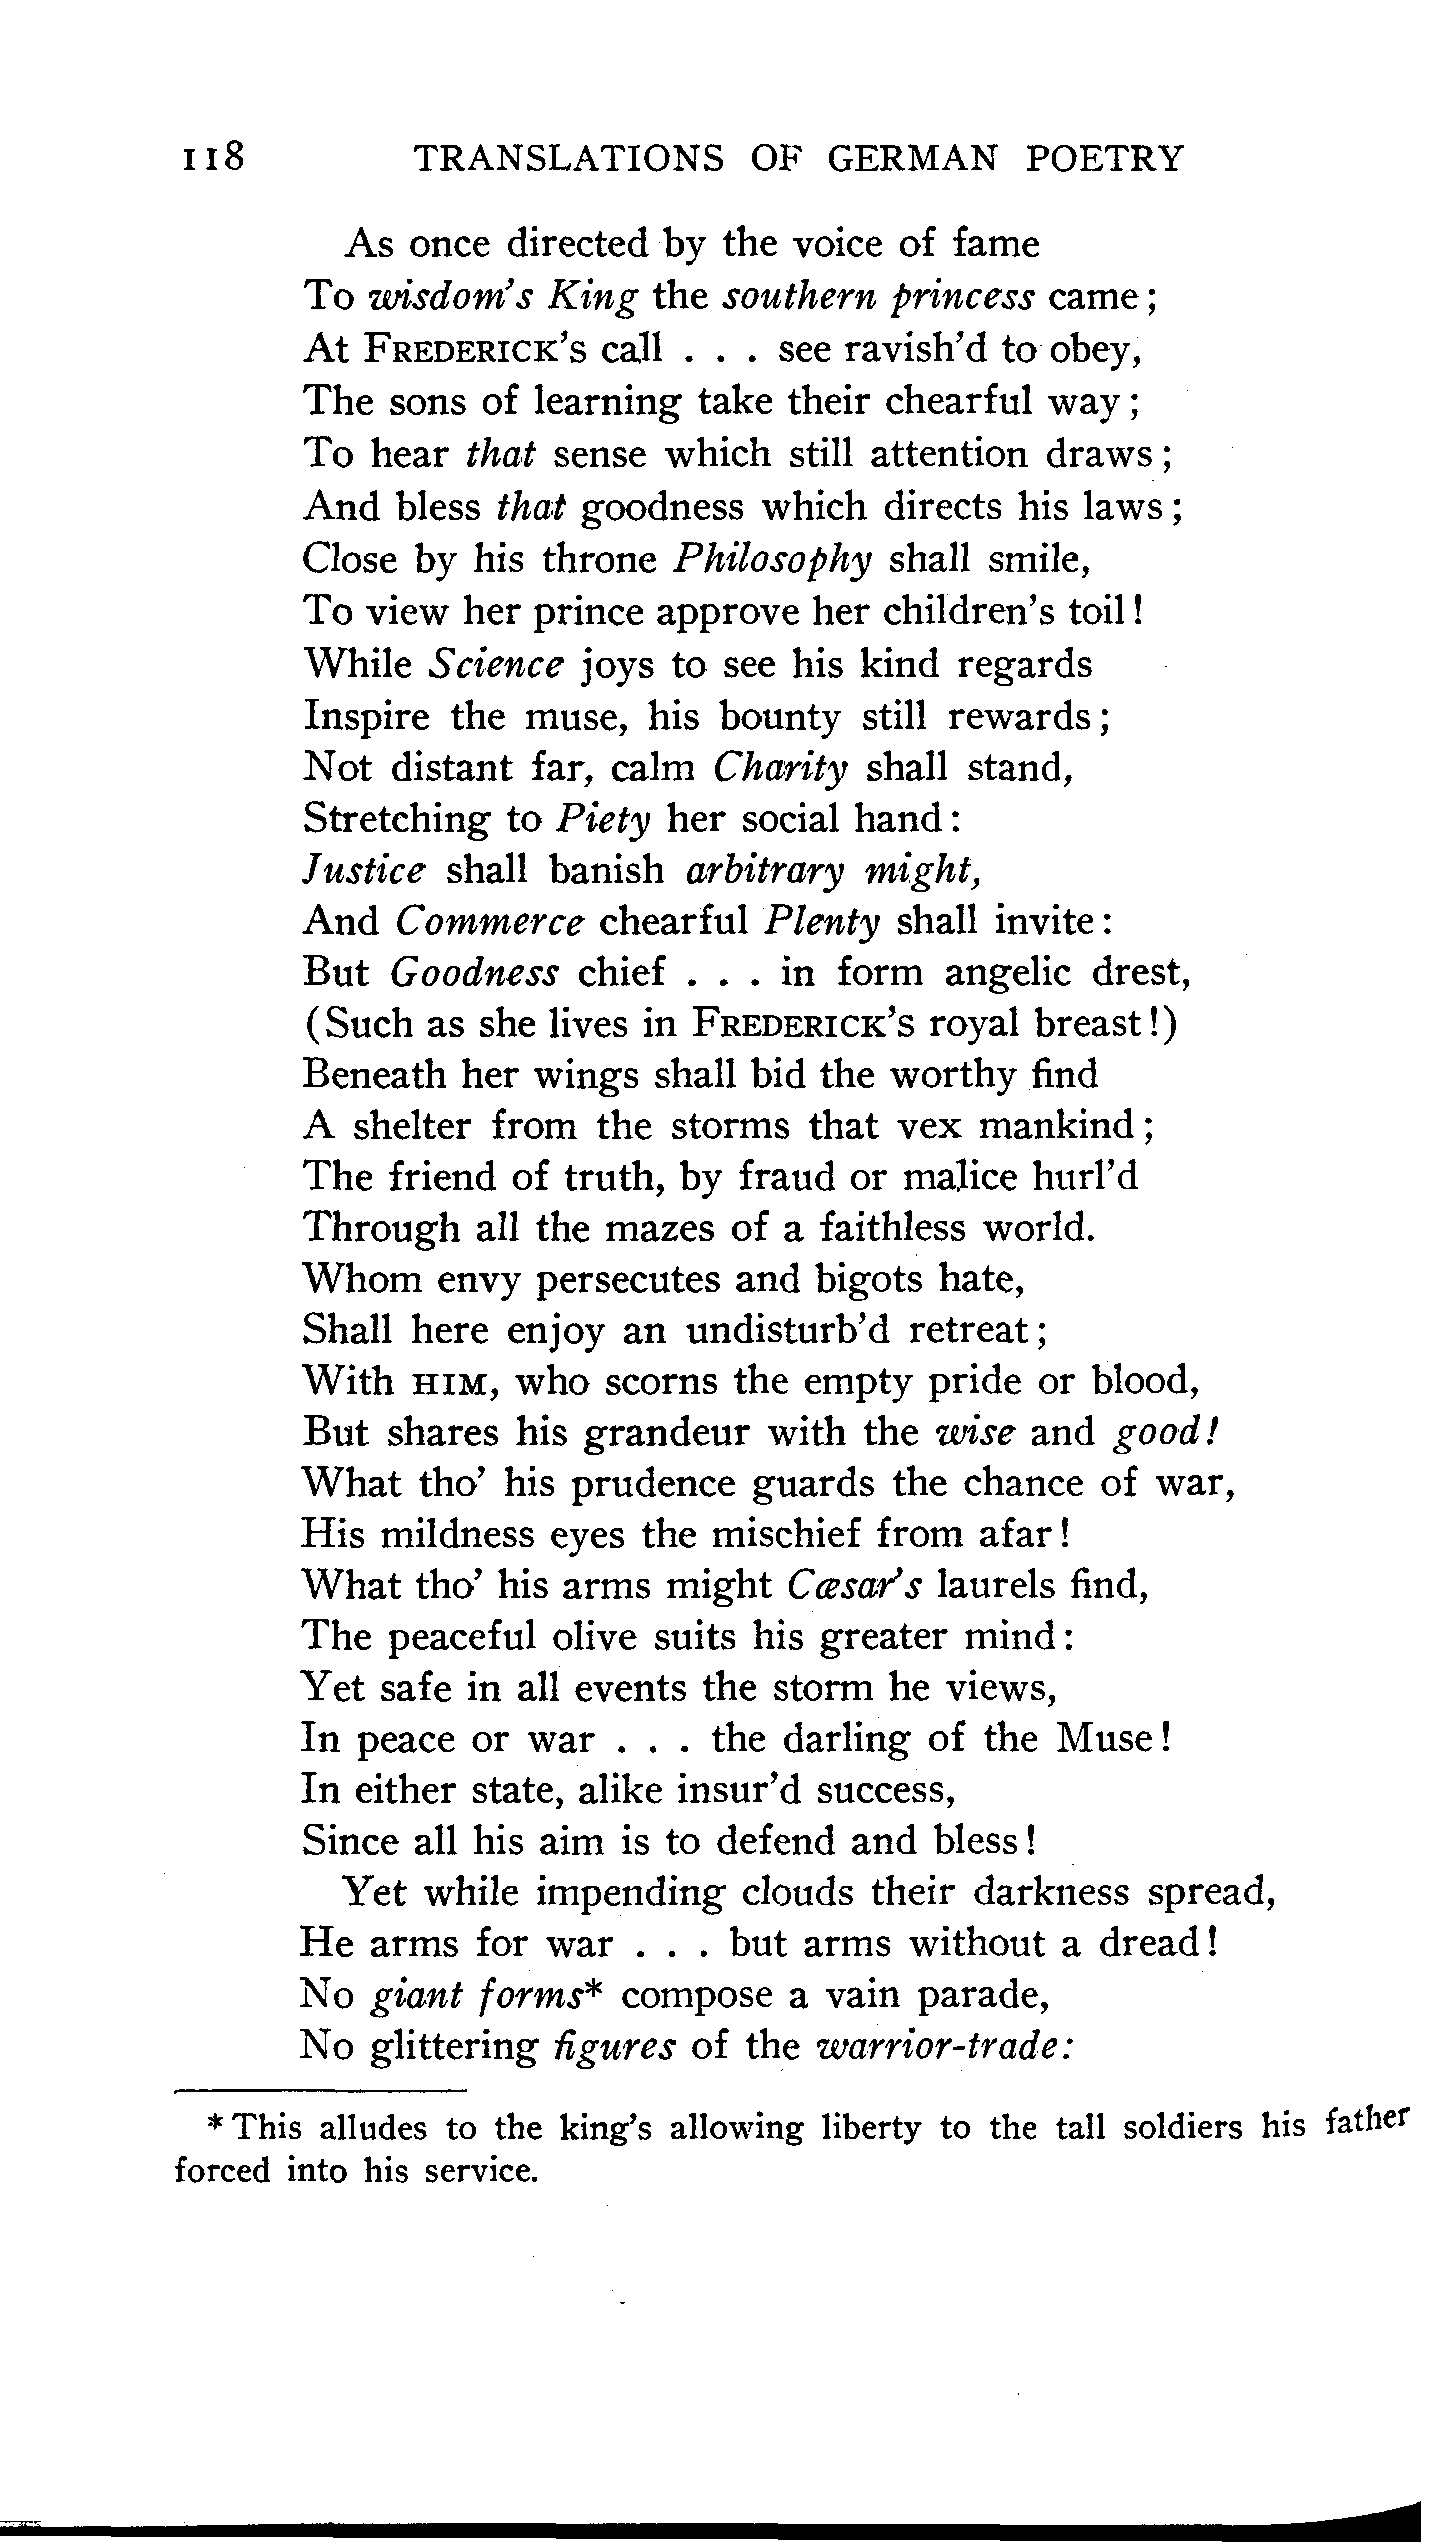 118 TRANSLATIONS OF GERMAN POETRY
As once directed by the voice of fame
To wisdom's King the southern princess came;
At FREDERICK's call . . . see ravish'd to obey,
The sons of learning take their chearful way;
To hear that sense which still attention draws;
And bless that goodness which directs his laws;
Close by his throne Philosophy shall smile,
To view her prince approve her children's toil!
While Science joys to see his kind regards
Inspire the muse, his bounty still rewards;
Not distant far, calm Charity shall stand,
Stretching to Piety her social hand:
Justice shall banish arbitrary might,
And Commerce chearful Plenty shall invite:
But Goodness chief . . . in form angelic drest,
(Such as she lives in FREDERICK's royal breast!)
Beneath her wings shall bid the worthy find
A shelter from the storms that vex mankind;
The friend of truth, by fraud or malice hurl'd
Through all the mazes of a faithless world.
Whom envy persecutes and bigots hate,
Shall here enjoy an undisturb'd retreat;
With HIM, who scorns the empty pride or blood,
But shares his grandeur with the wise and good!
What tho' his prudence guards the chance of war,
His mildness eyes the mischief from afar!
What tho' his arms might Cæsar's laurels find,
The peaceful olive suits his greater mind:
Yet safe in all events the storm he views,
In peace or war . . . the darling of the Muse!
In either state, alike insur'd success,
Since all his aim is to defend and bless!
Yet while impending clouds their darkness spread,
He arms for war . . . but arms without a dread!
No giant forms* compose a vain parade,
No glittering figures of the warrior-trade:
* This alludes to the king's allowing liberty to the tall soldiers his father
forced into his service.